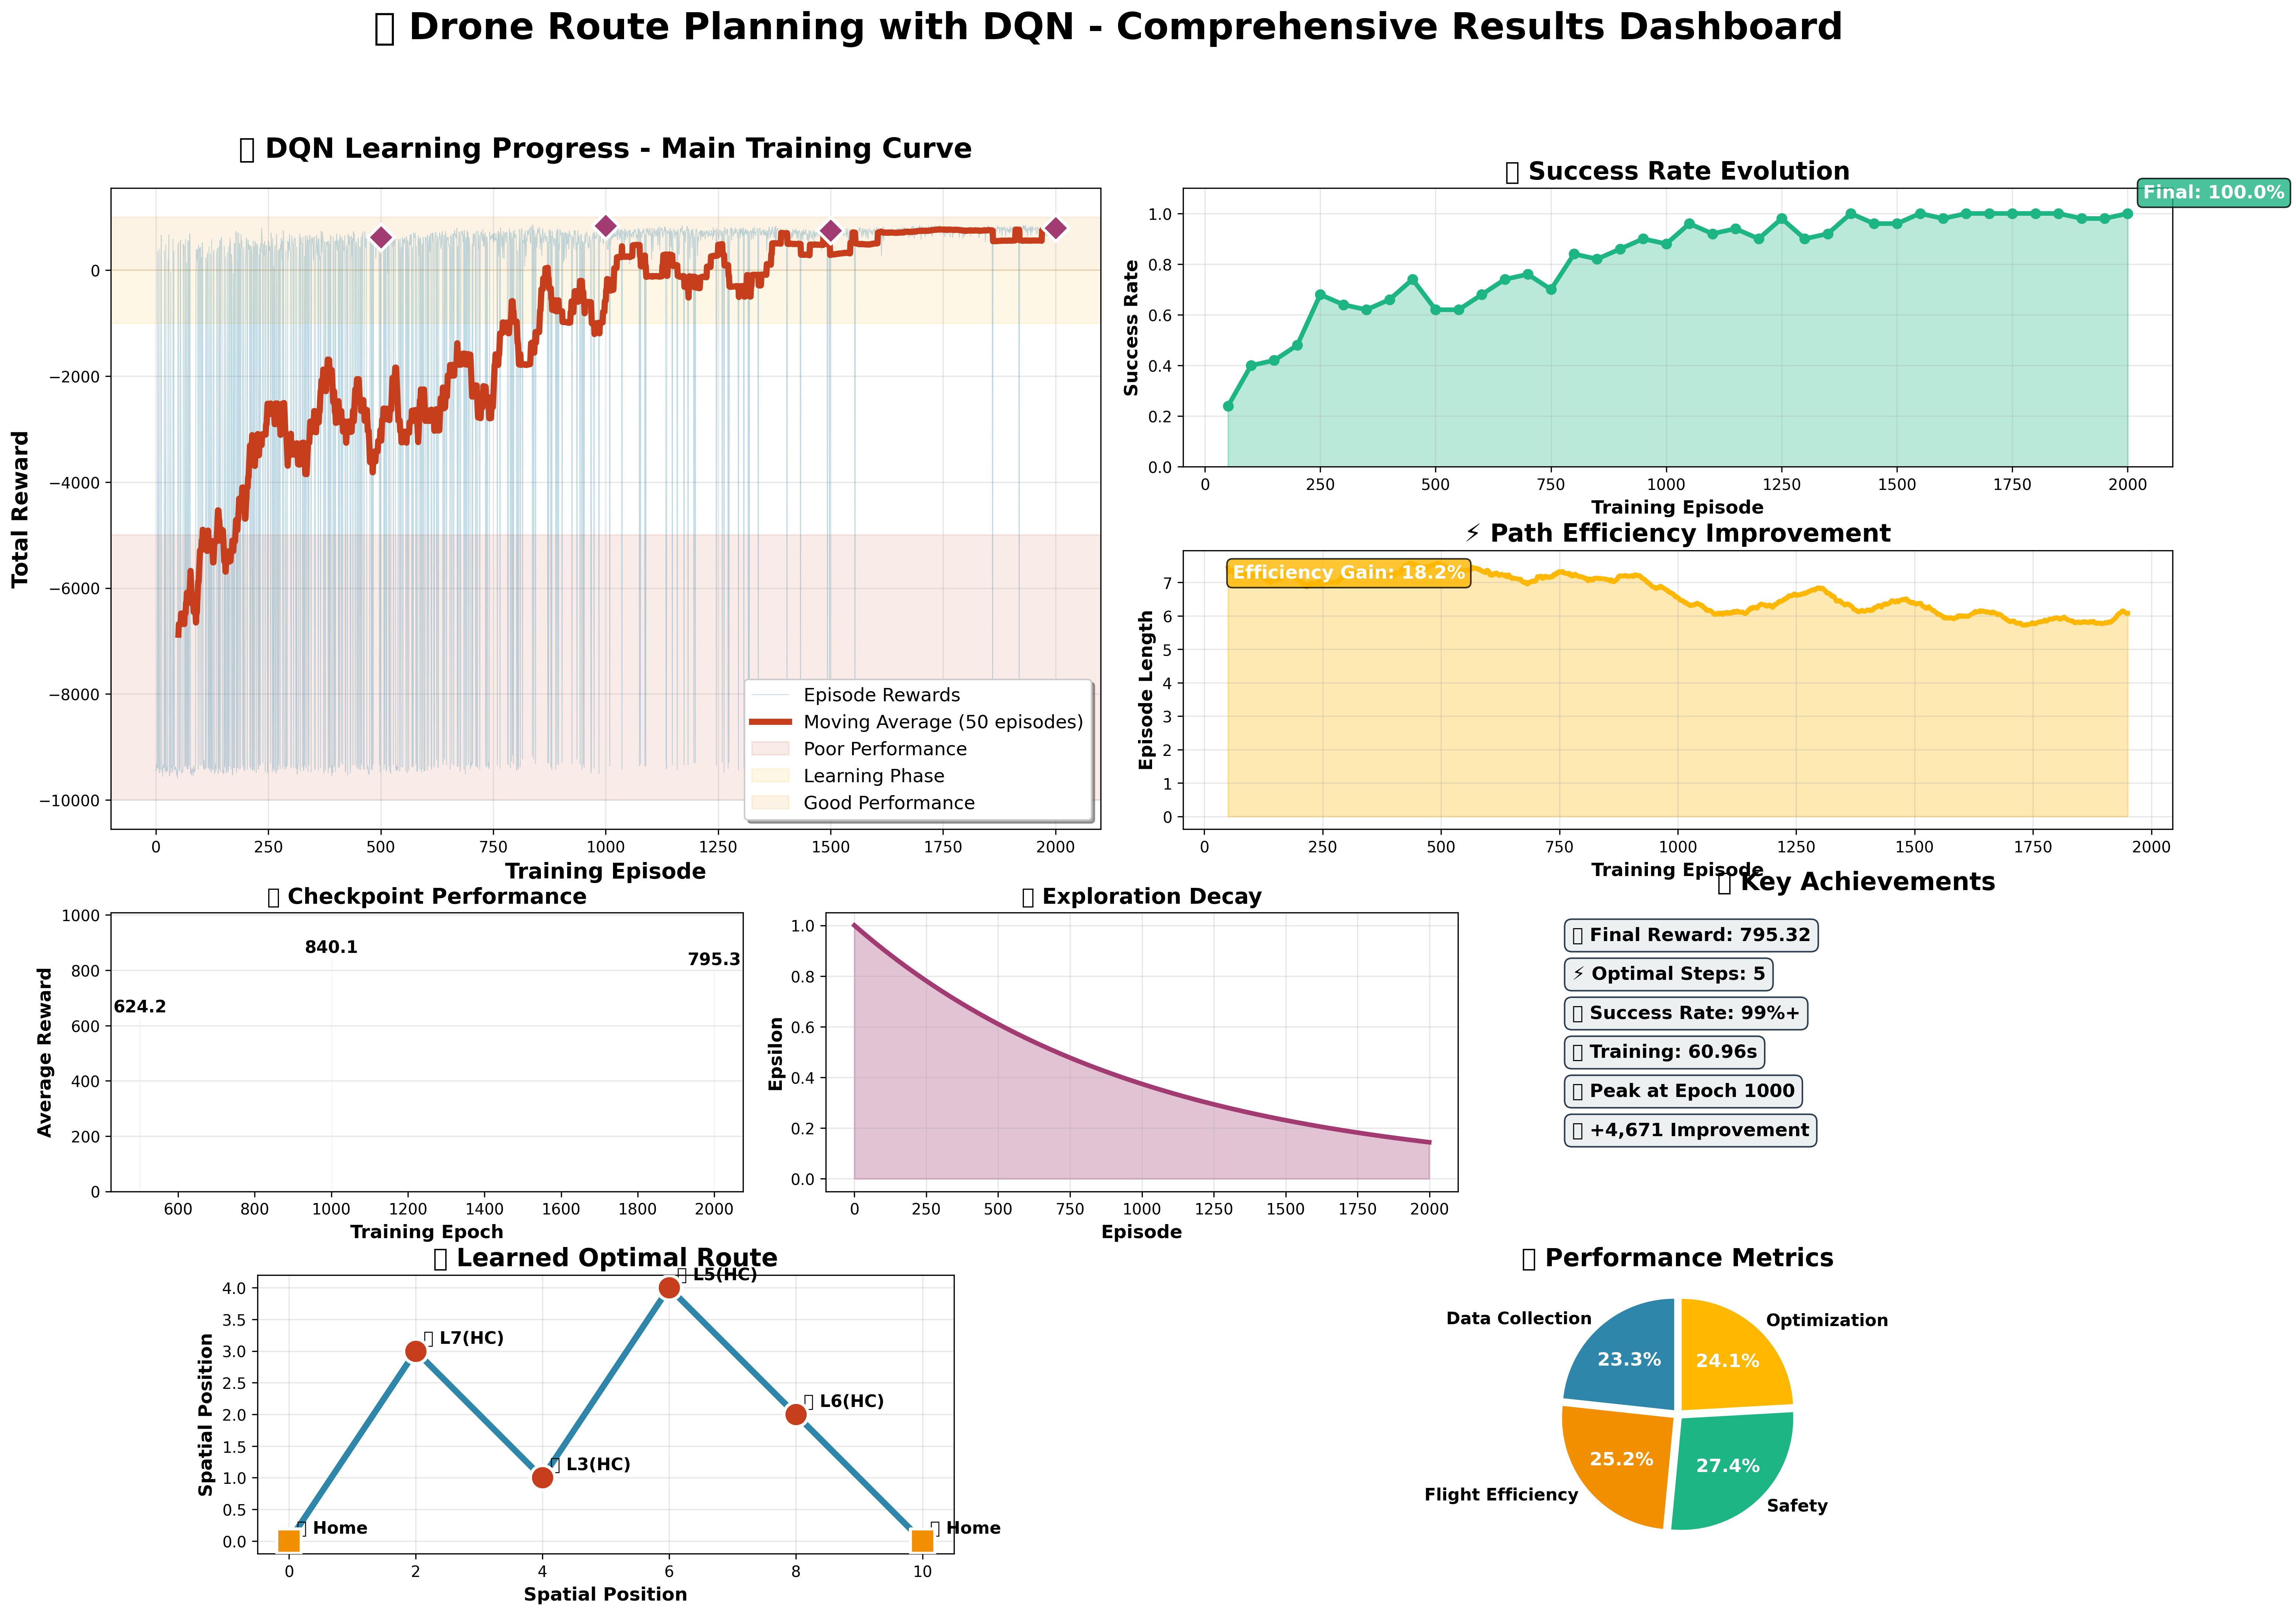 Drone Route Planning with DQN - Comprehensive Results Dashboard
DQN Learning Progress - Main Training Curve
Total Reward
0
−2000
−4000
−6000
−8000
−10000
0 250 500 750 1000 1250 1500 1750 2000
Training Episode
Episode Rewards
Moving Average (50 episodes)
Poor Performance
Learning Phase
Good Performance
Success Rate Evolution
Final: 100.0%
Success Rate
1.0
0.8
0.6
0.4
0.2
0.0
0 250 500 750 1000 1250 1500 1750 2000
Training Episode
⚡ Path Efficiency Improvement
Efficiency Gain: 18.2%
Episode Length
7
6
5
4
3
2
1
0
0 250 500 750 1000 1250 1500 1750 2000
Training Episode
Checkpoint Performance
Average Reward
1000
800
600
400
200
0
624.2
840.1
795.3
600 800 1000 1200 1400 1600 1800 2000
Training Epoch
Exploration Decay
Epsilon
1.0
0.8
0.6
0.4
0.2
0.0
0 250 500 750 1000 1250 1500 1750 2000
Episode
Key Achievements
Final Reward: 795.32
⚡ Optimal Steps: 5
Success Rate: 99%+
Training: 60.96s
Peak at Epoch 1000
+4,671 Improvement
Learned Optimal Route
Spatial Position
4.0
3.5
3.0
2.5
2.0
1.5
1.0
0.5
0.0
Home
L7(HC)
L3(HC)
L5(HC)
L6(HC)
Home
0 2 4 6 8 10
Spatial Position
Performance Metrics
Data Collection
23.3%
Optimization
24.1%
Flight Efficiency
25.2%
Safety
27.4%